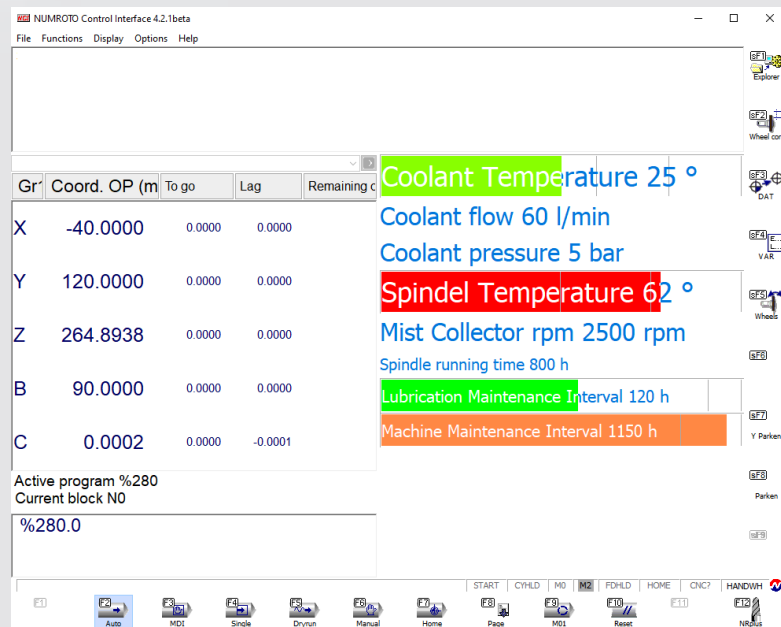 NUM NUMROTO Control Interface 4.2.1beta
File Functions Display Options Help
sF1
Explorer
sF2
Wheel cor
Gr1 Coord. OP (m To go Lag Remaining c
Coolant Temperature 25 °
sF3
DAT
X -40.0000 0.0000 0.0000
Coolant flow 60 l/min
sF4
VAR
Coolant pressure 5 bar
Y 120.0000 0.0000 0.0000
Spindel Temperature 62 °
sF5
Wheels
Z 264.8938 0.0000 0.0000
Mist Collector rpm 2500 rpm
sF6
Spindle running time 800 h
B 90.0000 0.0000 0.0000
Lubrication Maintenance Interval 120 h
sF7
Y Parken
C 0.0002 0.0000 -0.0001
Machine Maintenance Interval 1150 h
Active program %280
sF8
Parken
Current block N0
%280.0
sF9
START CYHLD M0 M2 FDHLD HOME CNC? HANDWH
F1 F2 F3 F4 F5 F6 F7 F8 F9 F10 F11 F12
Auto MDI Single Dryrun Manual Home Page M01 Reset NRplus